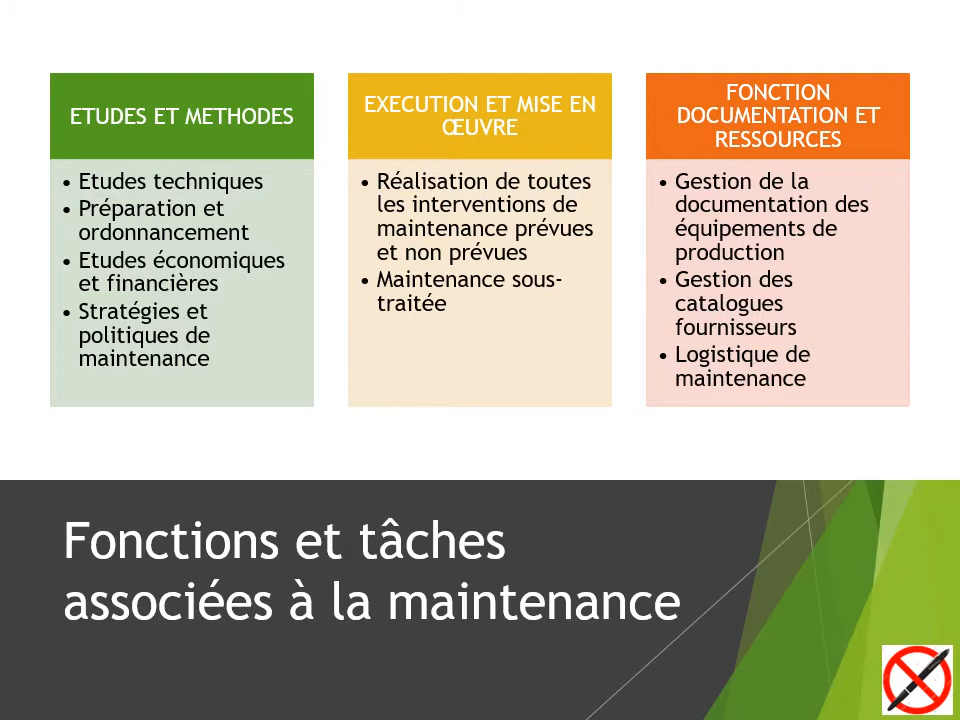 ETUDES ET METHODES
• Etudes techniques
• Préparation et
ordonnancement
• Etudes économiques
et financières
• Stratégies et
politiques de
maintenance
EXECUTION ET MISE EN
ŒUVRE
• Réalisation de toutes
les interventions de
maintenance prévues
et non prévues
• Maintenance sous-
traitée
FONCTION
DOCUMENTATION ET
RESSOURCES
• Gestion de la
documentation des
équipements de
production
• Gestion des
catalogues
fournisseurs
• Logistique de
maintenance
Fonctions et tâches
associées à la maintenance